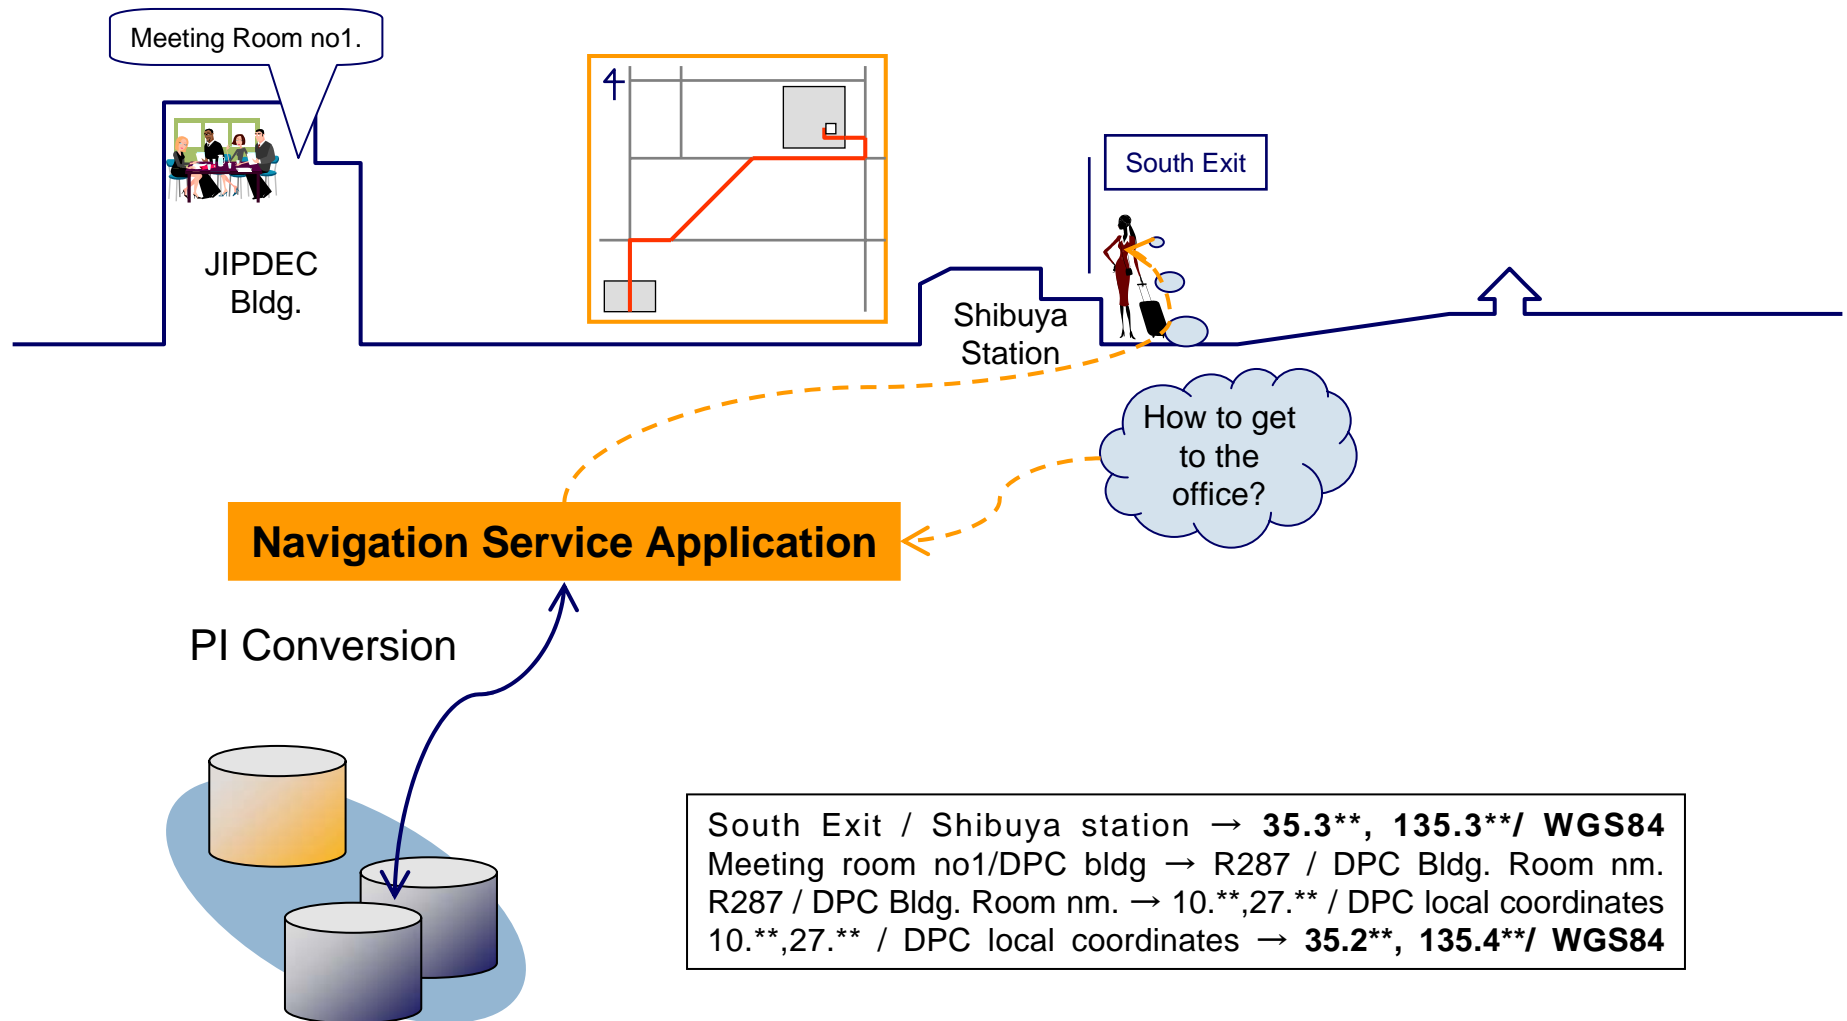 Meeting Room no1.
South Exit
JIPDEC
Bldg.
Shibuya
Station
How to get
to the
office?
Navigation Service Application
PI Conversion
South Exit / Shibuya station → 35.3**, 135.3**/ WGS84
Meeting room no1/DPC bldg → R287 / DPC Bldg. Room nm.
R287 / DPC Bldg. Room nm. → 10.**,27.** / DPC local coordinates
10.**,27.** / DPC local coordinates → 35.2**, 135.4**/ WGS84